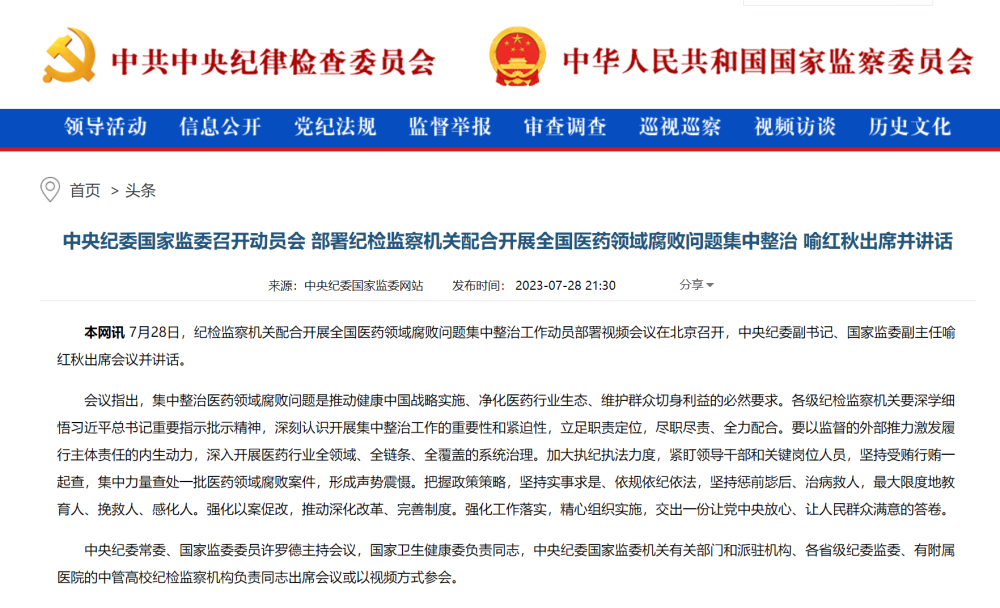 中共中央纪律检查委员会 中华人民共和国国家监察委员会
领导活动 信息公开 党纪法规 监督举报 审查调查 巡视巡察 视频访谈 历史文化
首页 > 头条
中央纪委国家监委召开动员会 部署纪检监察机关配合开展全国医药领域腐败问题集中整治 喻红秋出席并讲话
来源：中央纪委国家监委网站 发布时间： 2023-07-28 21:30 分享
本网讯 7月28日，纪检监察机关配合开展全国医药领域腐败问题集中整治工作动员部署视频会议在北京召开，中央纪委副书记、国家监委副主任喻
红秋出席会议并讲话。
会议指出，集中整治医药领域腐败问题是推动健康中国战略实施、净化医药行业生态、维护群众切身利益的必然要求。各级纪检监察机关要深学细
悟习近平总书记重要指示批示精神，深刻认识开展集中整治工作的重要性和紧迫性，立足职责定位，尽职尽责、全力配合。要以监督的外部推力激发履
行主体责任的内生动力，深入开展医药行业全领域、全链条、全覆盖的系统治理。加大执纪执法力度，紧盯领导干部和关键岗位人员，坚持受贿行贿一
起查，集中力量查处一批医药领域腐败案件，形成声势震慑。把握政策策略，坚持实事求是、依规依纪依法，坚持惩前毖后、治病救人，最大限度地教
育人、挽救人、感化人。强化以案促改，推动深化改革、完善制度。强化工作落实，精心组织实施，交出一份让党中央放心、让人民群众满意的答卷。
中央纪委常委、国家监委委员许罗德主持会议，国家卫生健康委负责同志，中央纪委国家监委机关有关部门和派驻机构、各省级纪委监委、有附属
医院的中管高校纪检监察机构负责同志出席会议或以视频方式参会。